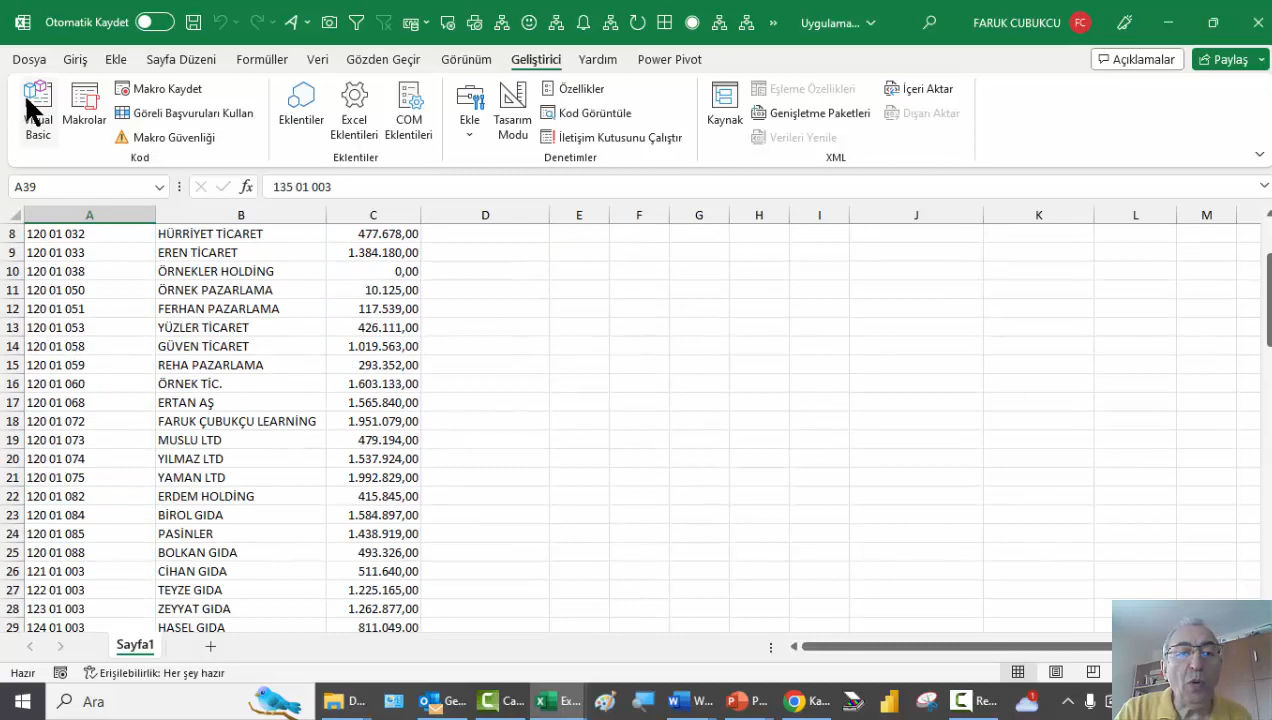 Otomatik Kaydet
Uygulama...
FARUK CUBUKCU
FC
Dosya
Giriş
Ekle
Sayfa Düzeni
Formüller
Veri
Gözden Geçir
Görünüm
Geliştirici
Yardım
Power Pivot
Açıklamalar
Paylaş
Visual Basic
Makrolar
Makro Kaydet
Göreli Başvuruları Kullan
Makro Güvenliği
Kod
Eklentiler
Excel Eklentileri
COM Eklentileri
Eklentiler
Ekle
Tasarım Modu
Özellikler
Kod Görüntüle
İletişim Kutusunu Çalıştır
Denetimler
Kaynak
Eşleme Özellikleri
Genişletme Paketleri
Verileri Yenile
İçeri Aktar
Dışarı Aktar
XML
A39
fx
135 01 003
A B C D E F G H I J K L M
8 120 01 032 HÜRRİYET TİCARET 477.678,00
9 120 01 033 EREN TİCARET 1.384.180,00
10 120 01 038 ÖRNEKLER HOLDİNG 0,00
11 120 01 050 ÖRNEK PAZARLAMA 10.125,00
12 120 01 051 FERHAN PAZARLAMA 117.539,00
13 120 01 053 YÜZLER TİCARET 426.111,00
14 120 01 058 GÜVEN TİCARET 1.019.563,00
15 120 01 059 REHA PAZARLAMA 293.352,00
16 120 01 060 ÖRNEK TİC. 1.603.133,00
17 120 01 068 ERTAN AŞ 1.565.840,00
18 120 01 072 FARUK ÇUBUKÇU LEARNİNG 1.951.079,00
19 120 01 073 MUSLU LTD 479.194,00
20 120 01 074 YILMAZ LTD 1.537.924,00
21 120 01 075 YAMAN LTD 1.992.829,00
22 120 01 082 ERDEM HOLDİNG 415.845,00
23 120 01 084 BİROL GIDA 1.584.897,00
24 120 01 085 PASİNLER 1.438.919,00
25 120 01 088 BOLKAN GIDA 493.326,00
26 121 01 003 CİHAN GIDA 511.640,00
27 122 01 003 TEYZE GIDA 1.225.165,00
28 123 01 003 ZEYYAT GIDA 1.262.877,00
29 124 01 003 HASEL GIDA 811.049,00
Sayfa1
Hazır
Erişilebilirlik: Her şey hazır
Ara
D...
Ge...
Ca...
Ex...
W...
P...
Ka...
Re...